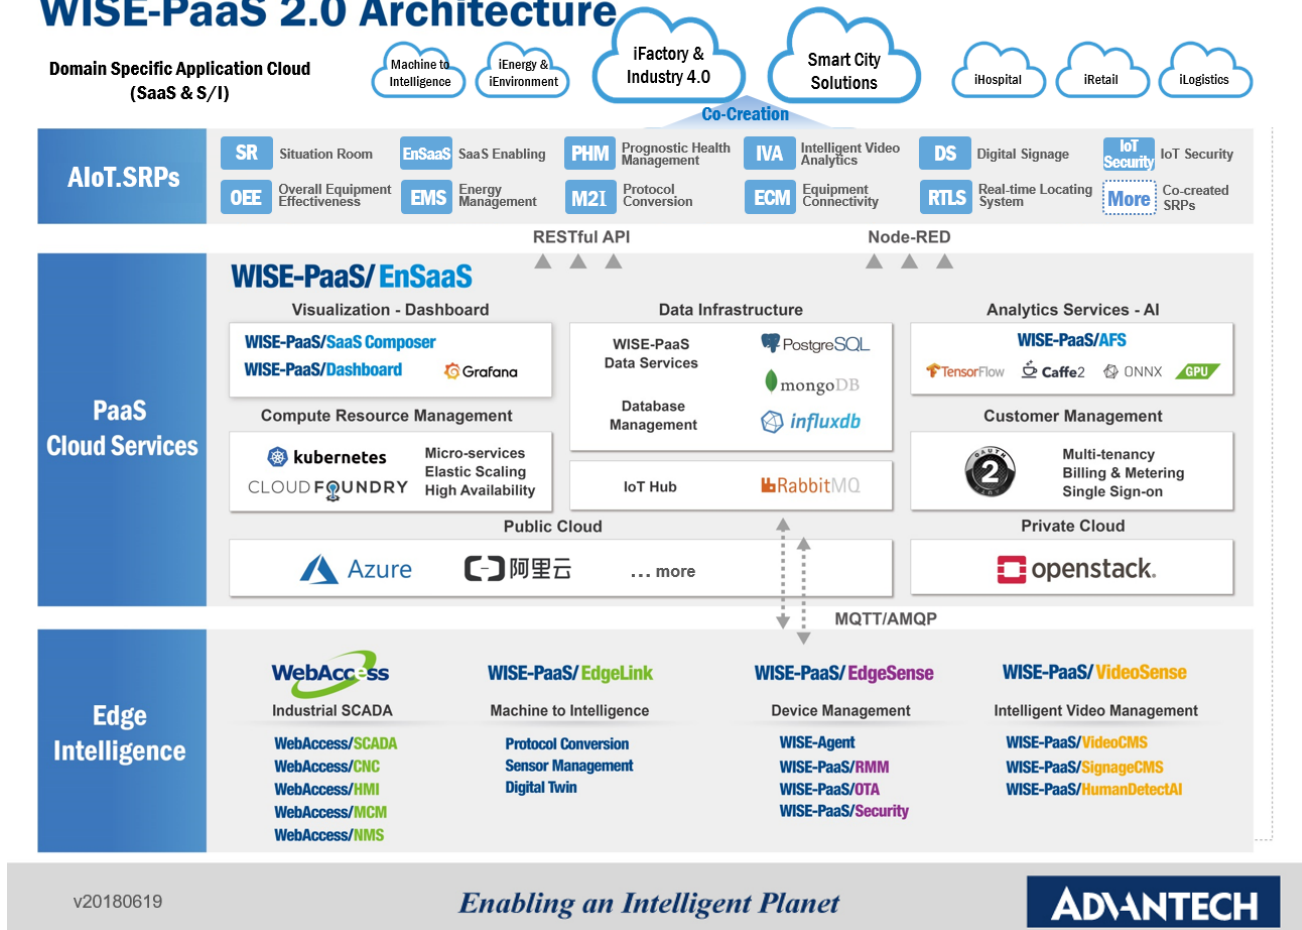 WISE-PaaS 2.0 Architecture
Domain Specific Application Cloud
(SaaS & S/I)
Machine to
Intelligence
iEnergy &
iEnvironment
iFactory &
Industry 4.0
Smart City
Solutions
iHospital
iRetail
iLogistics
Co-Creation
AIoT.SRPs
SR
Situation Room
EnSaaS
SaaS Enabling
PHM
Prognostic Health
Management
IVA
Intelligent Video
Analytics
DS
Digital Signage
IoT
Security
IoT Security
OEE
Overall Equipment
Effectiveness
EMS
Energy
Management
M2I
Protocol
Conversion
ECM
Equipment
Connectivity
RTLS
Real-time Locating
System
More
Co-created
SRPs
RESTful API
Node-RED
PaaS
Cloud Services
WISE-PaaS/EnSaaS
Visualization - Dashboard
WISE-PaaS/SaaS Composer
WISE-PaaS/Dashboard
Grafana
Data Infrastructure
WISE-PaaS
Data Services
PostgreSQL
mongoDB
Database
Management
influxdb
Analytics Services - AI
WISE-PaaS/AFS
TensorFlow
Caffe2
ONNX
GPU
Compute Resource Management
kubernetes
CLOUD FOUNDRY
Micro-services
Elastic Scaling
High Availability
IoT Hub
RabbitMQ
Customer Management
OAUTH
2
Multi-tenancy
Billing & Metering
Single Sign-on
Public Cloud
Azure
阿里云
... more
Private Cloud
openstack.
MQTT/AMQP
Edge
Intelligence
WebAccess
Industrial SCADA
WebAccess/SCADA
WebAccess/CNC
WebAccess/HMI
WebAccess/MCM
WebAccess/NMS
WISE-PaaS/EdgeLink
Machine to Intelligence
Protocol Conversion
Sensor Management
Digital Twin
WISE-PaaS/EdgeSense
Device Management
WISE-Agent
WISE-PaaS/RMM
WISE-PaaS/OTA
WISE-PaaS/Security
WISE-PaaS/VideoSense
Intelligent Video Management
WISE-PaaS/VideoCMS
WISE-PaaS/SignageCMS
WISE-PaaS/HumanDetectAI
v20180619
Enabling an Intelligent Planet
ADVANTECH